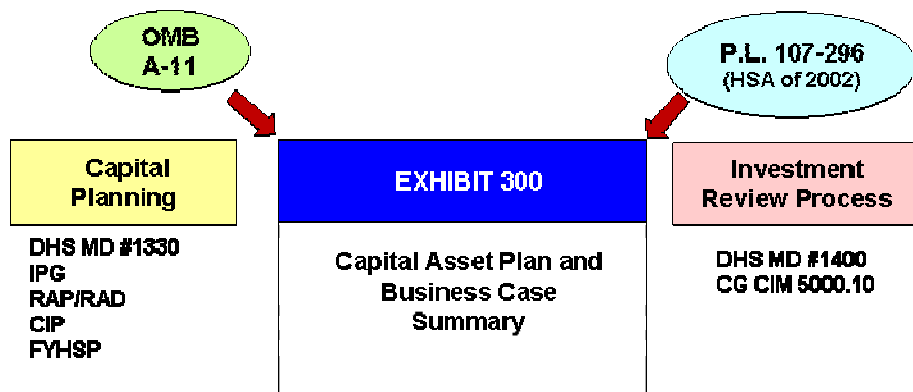 OMB
A-11
P.L. 107-296
(HSA of 2002)
Capital
Planning
DHS MD #1330
IPG
RAP/RAD
CIP
FYHSP
EXHIBIT 300
Capital Asset Plan and
Business Case
Summary
Investment
Review Process
DHS MD #1400
CG CIM 5000.10